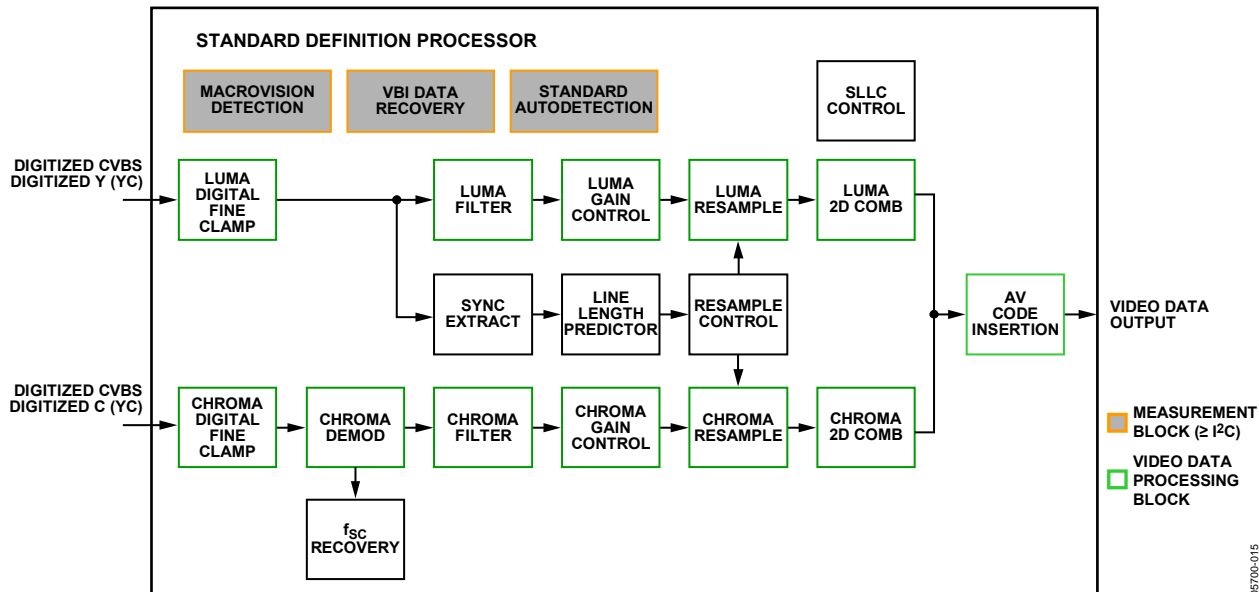 STANDARD DEFINITION PROCESSOR
MACROVISION
DETECTION
VBI DATA
RECOVERY
STANDARD
AUTODETECTION
SLLC
CONTROL
DIGITIZED CVBS
DIGITIZED Y (YC)
LUMA
DIGITAL
FINE
CLAMP
LUMA
FILTER
LUMA
GAIN
CONTROL
LUMA
RESAMPLE
LUMA
2D COMB
SYNC
EXTRACT
LINE
LENGTH
PREDICTOR
RESAMPLE
CONTROL
AV
CODE
INSERTION
VIDEO DATA
OUTPUT
DIGITIZED CVBS
DIGITIZED C (YC)
CHROMA
DIGITAL
FINE
CLAMP
CHROMA
DEMOD
CHROMA
FILTER
CHROMA
GAIN
CONTROL
CHROMA
RESAMPLE
CHROMA
2D COMB
fSC
RECOVERY
MEASUREMENT
BLOCK (≥ I²C)
VIDEO DATA
PROCESSING
BLOCK